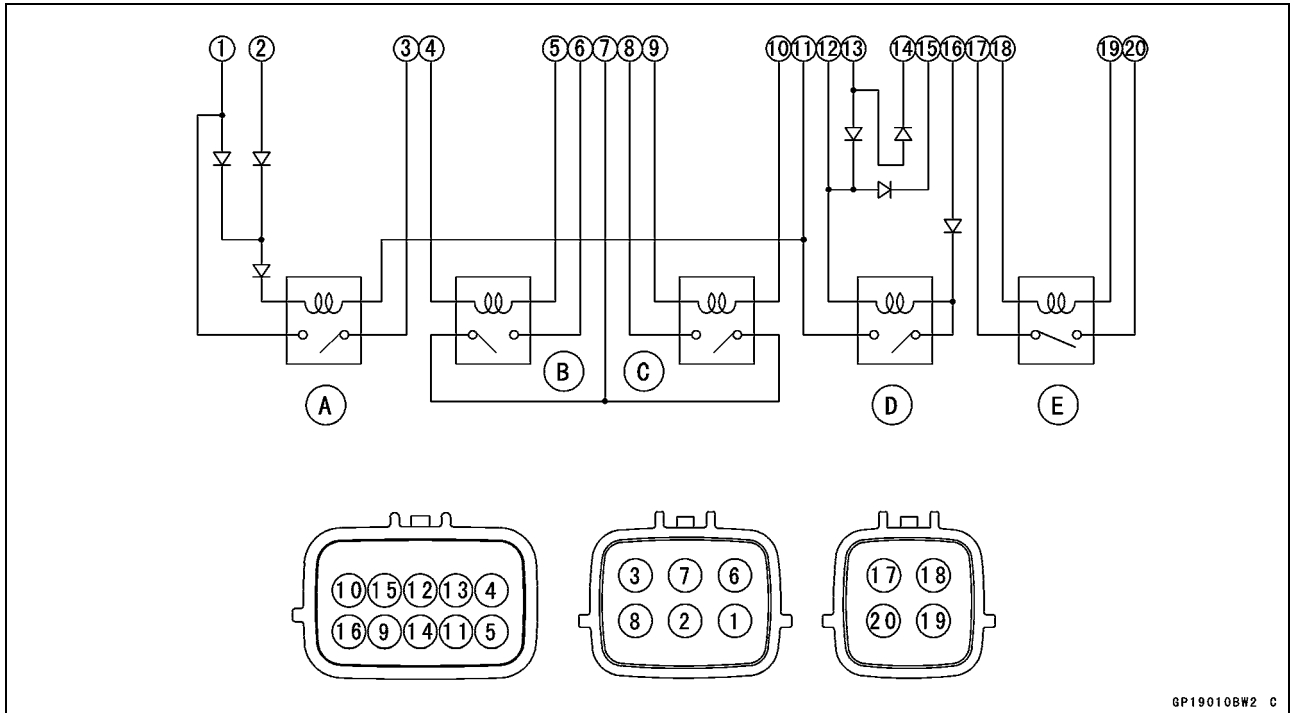 ① ② ③ ④ ⑤ ⑥ ⑦ ⑧ ⑨ ⑩ ⑪ ⑫ ⑬ ⑭ ⑮ ⑯ ⑰ ⑱ ⑲ ⑳
Ⓑ Ⓒ
Ⓐ Ⓓ Ⓔ
⑩ ⑮ ⑫ ⑬ ④
⑯ ⑨ ⑭ ⑪ ⑤
③ ⑦ ⑥
⑧ ② ①
⑰ ⑱
⑳ ⑲
GP19010BW2 C